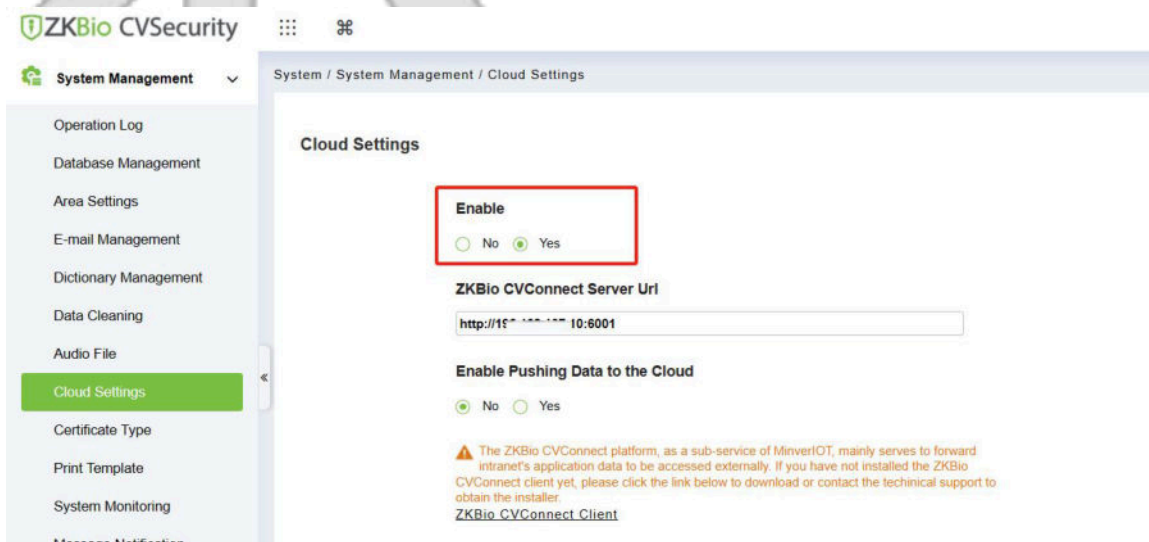 ZKBio CVSecurity
System Management
System / System Management / Cloud Settings
Operation Log
Database Management
Area Settings
E-mail Management
Dictionary Management
Data Cleaning
Audio File
Cloud Settings
Certificate Type
Print Template
System Monitoring
Message Notification
Cloud Settings
Enable
No Yes
ZKBio CVConnect Server Url
10:6001
Enable Pushing Data to the Cloud
No Yes
The ZKBio CVConnect platform, as a sub-service of MinverIOT, mainly serves to forward
intranet's application data to be accessed externally. If you have not installed the ZKBio
CVConnect client yet, please click the link below to download or contact the techinical support to
obtain the installer.
ZKBio CVConnect Client